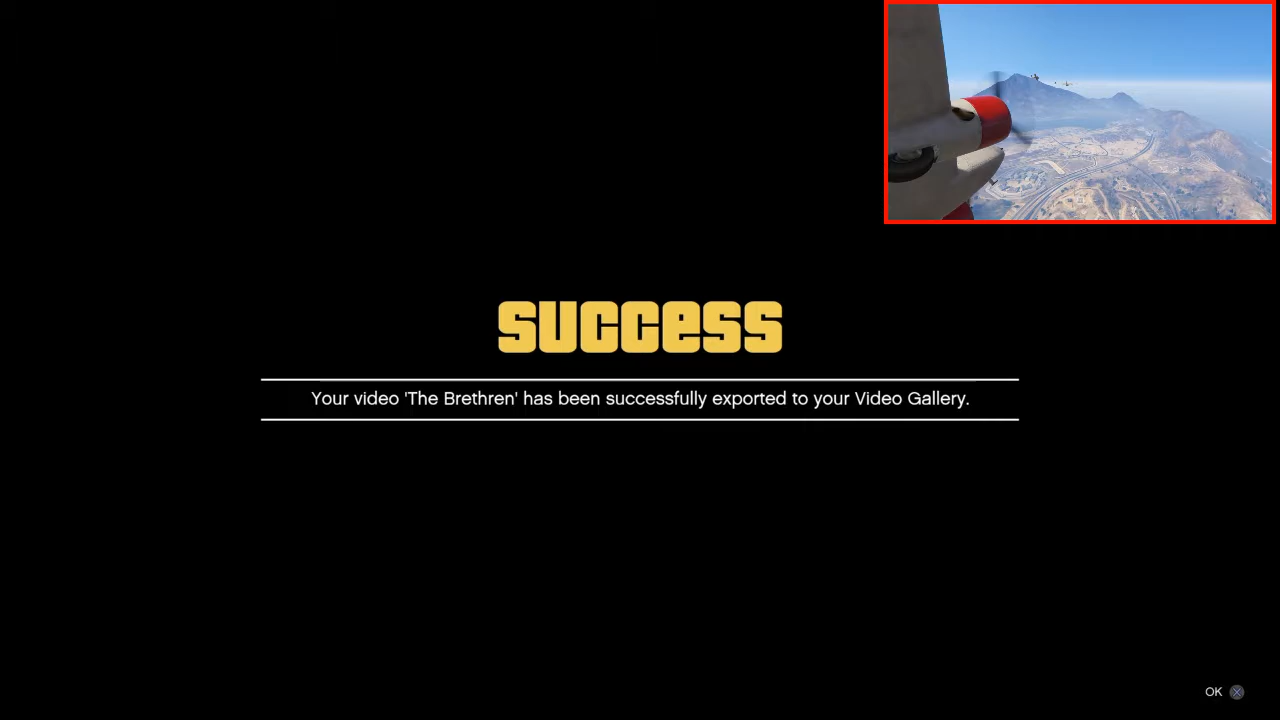 success
Your video 'The Brethren' has been successfully exported to your Video Gallery.
OK